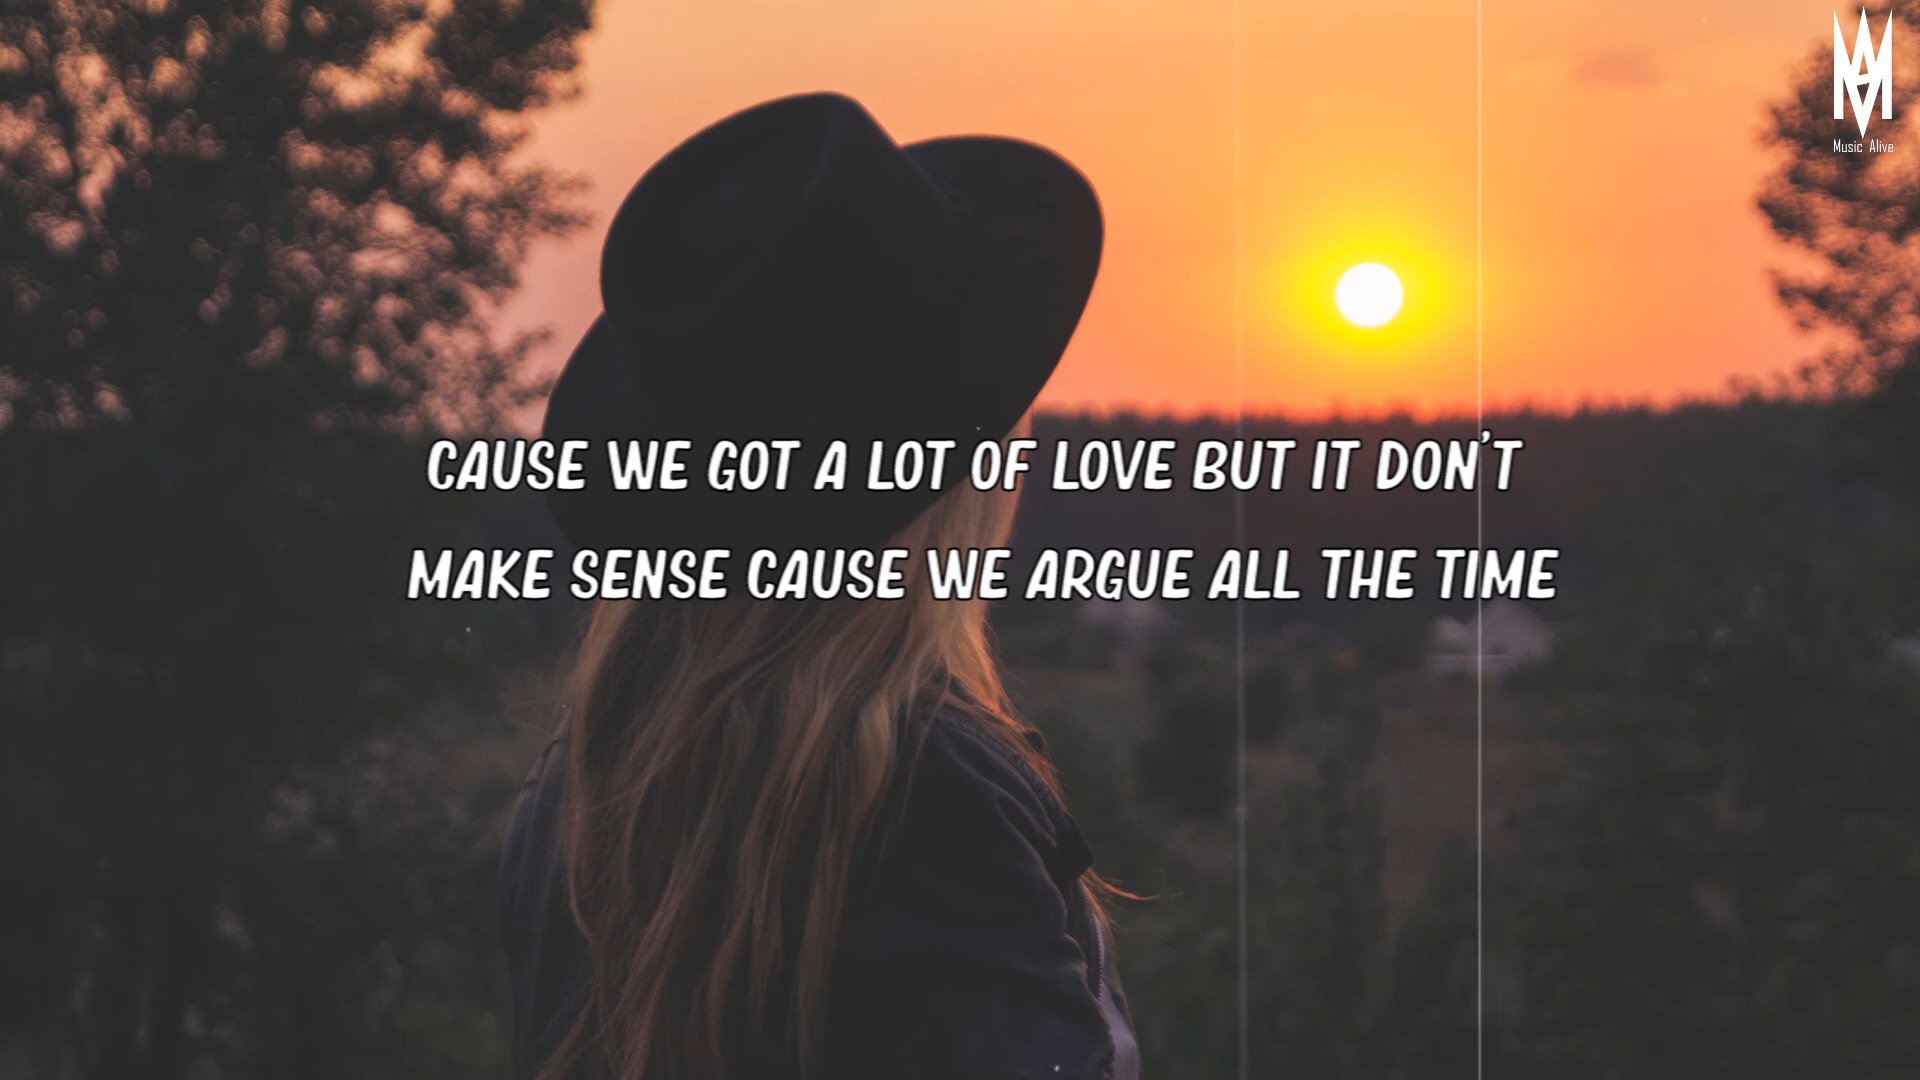 Music Alive
CAUSE WE GOT A LOT OF LOVE BUT IT DON'T
MAKE SENSE CAUSE WE ARGUE ALL THE TIME